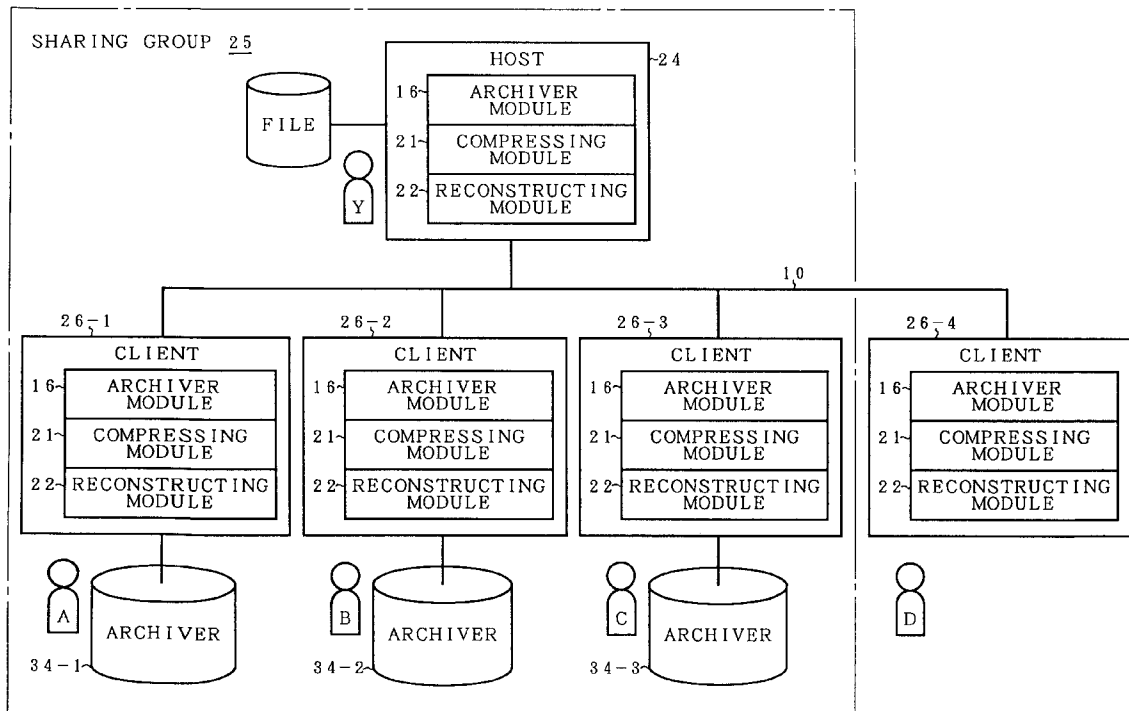 SHARING GROUP 25
HOST
24
FILE
Y
16
ARCHIVER
MODULE
21
COMPRESSING
MODULE
22
RECONSTRUCTING
MODULE
10
26-1
CLIENT
16
ARCHIVER
MODULE
21
COMPRESSING
MODULE
22
RECONSTRUCTING
MODULE
A
ARCHIVER
34-1
26-2
CLIENT
16
ARCHIVER
MODULE
21
COMPRESSING
MODULE
22
RECONSTRUCTING
MODULE
B
ARCHIVER
34-2
26-3
CLIENT
16
ARCHIVER
MODULE
21
COMPRESSING
MODULE
22
RECONSTRUCTING
MODULE
C
ARCHIVER
34-3
26-4
CLIENT
16
ARCHIVER
MODULE
21
COMPRESSING
MODULE
22
RECONSTRUCTING
MODULE
D